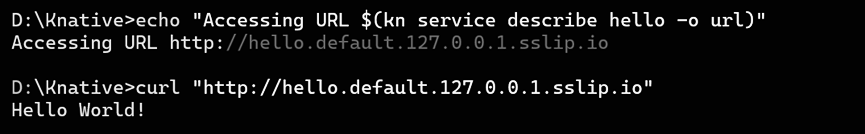 D:\Knative>echo "Accessing URL $(kn service describe hello -o url)"
Accessing URL http://hello.default.127.0.0.1.sslip.io
D:\Knative>curl "http://hello.default.127.0.0.1.sslip.io"
Hello World!